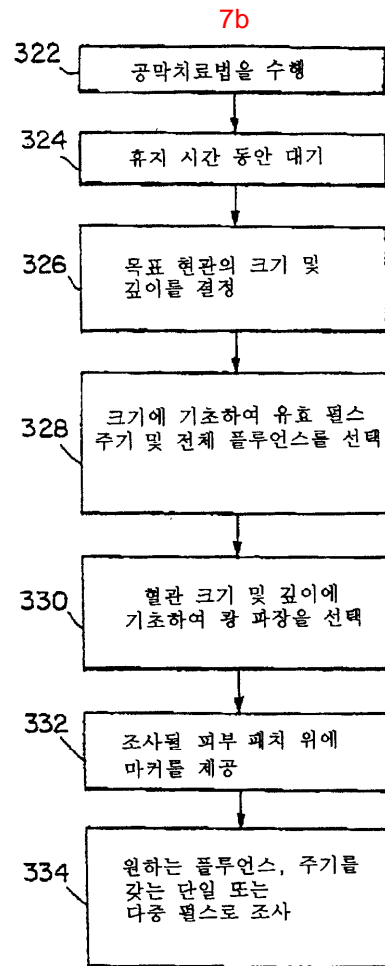 7b
322
공막치료법을 수행
324
휴지 시간 동안 대기
326
목표 현관의 크기 및
깊이를 결정
328
크기에 기초하여 유효 펄스
주기 및 전체 플루언스를 선택
330
혈관 크기 및 깊이에
기초하여 광 파장을 선택
332
조사될 피부 패치 위에
마커를 제공
334
원하는 플루언스, 주기를
갖는 단일 또는
다중 펄스로 조사